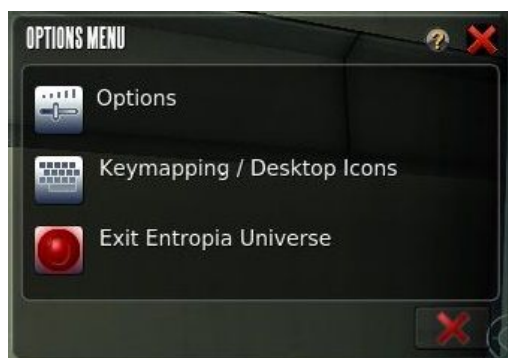 OPTIONS MENU
Options
Keymapping / Desktop Icons
Exit Entropia Universe